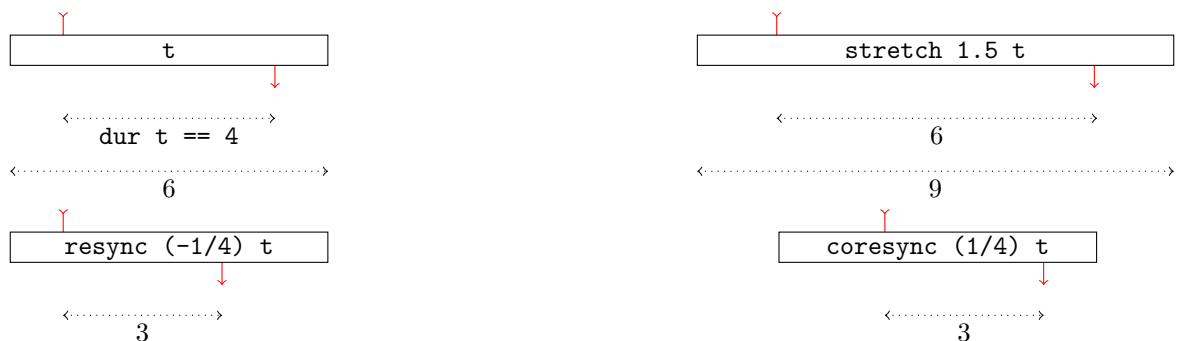 t
stretch 1.5 t
dur t == 4
6
6
9
resync (-1/4) t
coresync (1/4) t
3
3